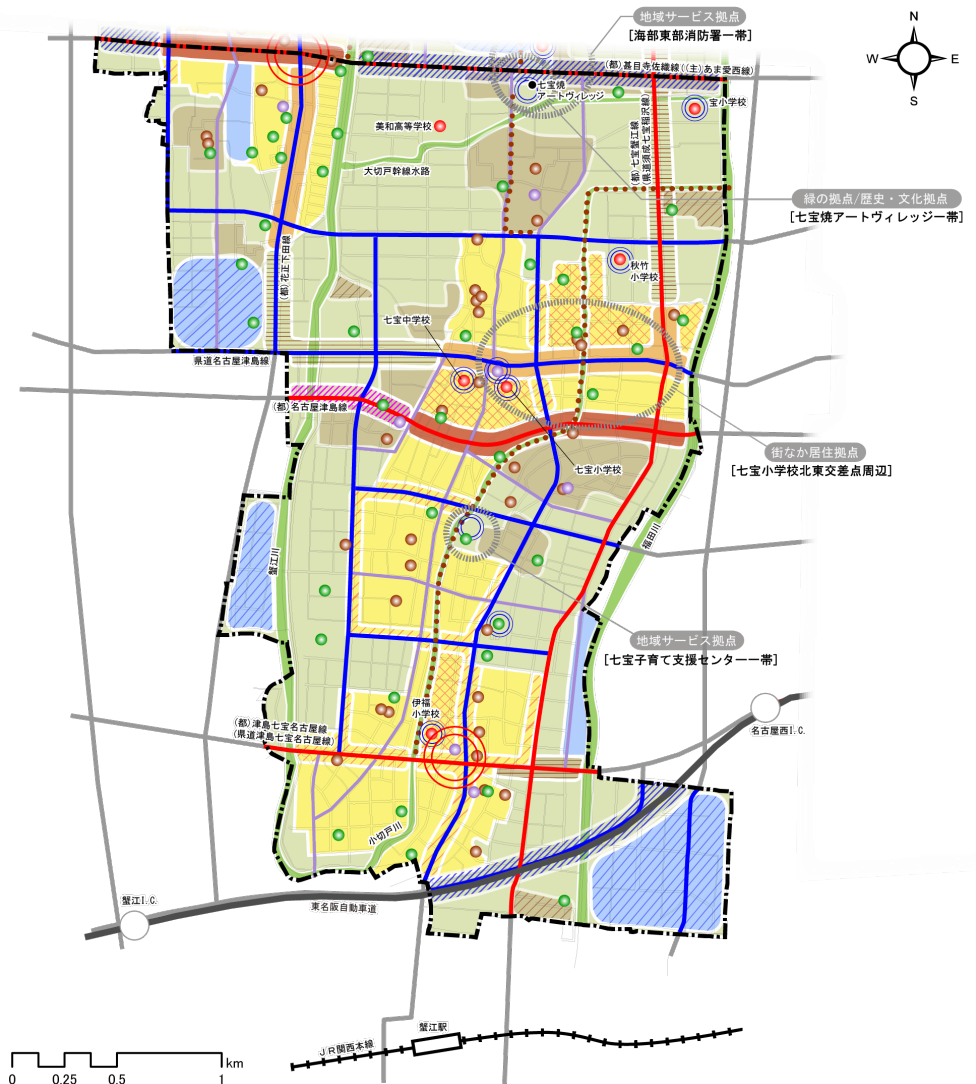 地域サービス拠点
[海部東部消防署一帯]
N
W
E
S
(都)甚目寺佐織線((主)あま愛西線)
七宝焼
アートヴィレッジ
宝小学校
美和高等学校
(都)七宝蟹江線
(県道須成七宝稲沢線)
大切戸幹線水路
緑の拠点/歴史・文化拠点
[七宝焼アートヴィレッジ一帯]
(都)花正下田線
秋竹
小学校
七宝中学校
県道名古屋津島線
(都)名古屋津島線
街なか居住拠点
[七宝小学校北東交差点周辺]
七宝小学校
福田川
蟹江川
地域サービス拠点
[七宝子育て支援センター一帯]
伊福
小学校
(都)津島七宝名古屋線
(県道津島七宝名古屋線)
名古屋西I.C.
小切戸川
蟹江I.C.
東名阪自動車道
蟹江駅
JR関西本線
km
0
0.25
0.5
1